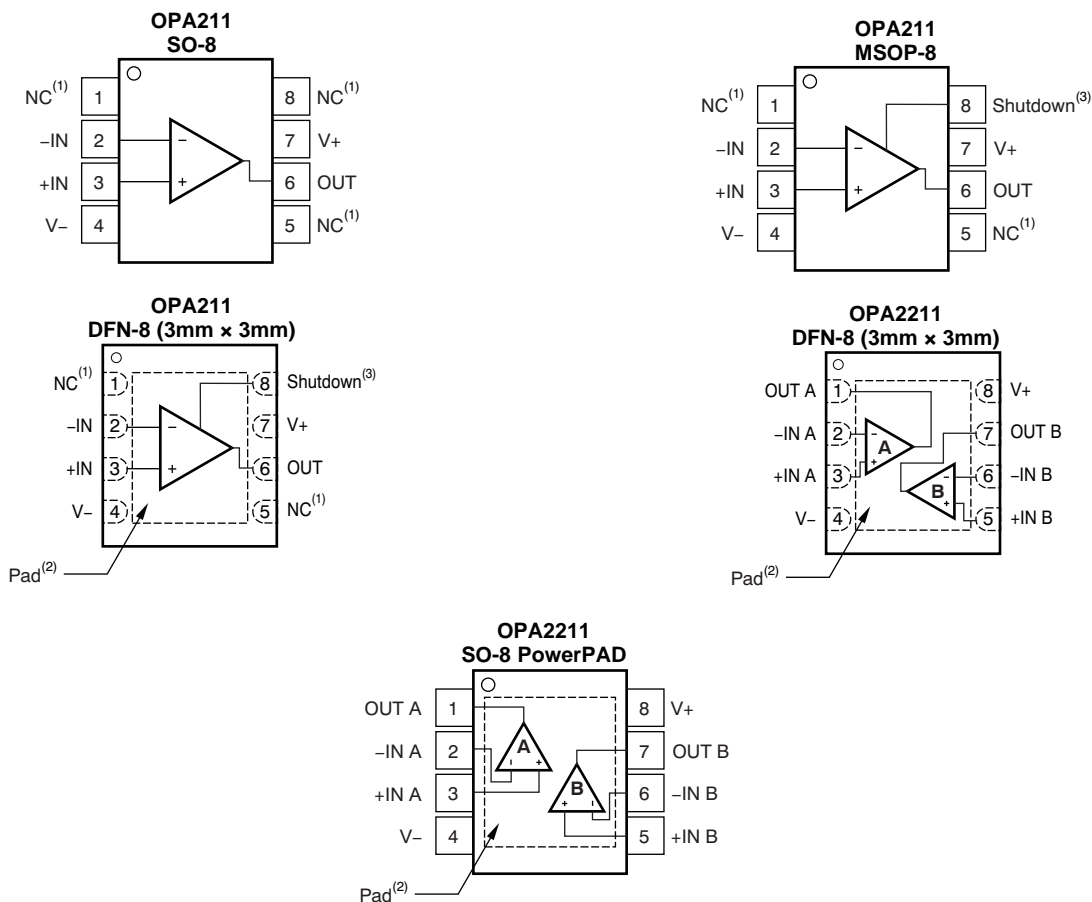 OPA211
SO-8
NC(1) 1 8 NC(1)
–IN 2 – 7 V+
+IN 3 + 6 OUT
V– 4 5 NC(1)
OPA211
MSOP-8
NC(1) 1 8 Shutdown(3)
–IN 2 – 7 V+
+IN 3 + 6 OUT
V– 4 5 NC(1)
OPA211
DFN-8 (3mm × 3mm)
NC(1) 1 8 Shutdown(3)
–IN 2 – 7 V+
+IN 3 + 6 OUT
V– 4 5 NC(1)
Pad(2)
OPA2211
DFN-8 (3mm × 3mm)
OUT A 1 8 V+
–IN A 2 – A 7 OUT B
+IN A 3 + B – 6 –IN B
V– 4 + 5 +IN B
Pad(2)
OPA2211
SO-8 PowerPAD
OUT A 1 8 V+
–IN A 2 A – + 7 OUT B
+IN A 3 B + – 6 –IN B
V– 4 5 +IN B
Pad(2)